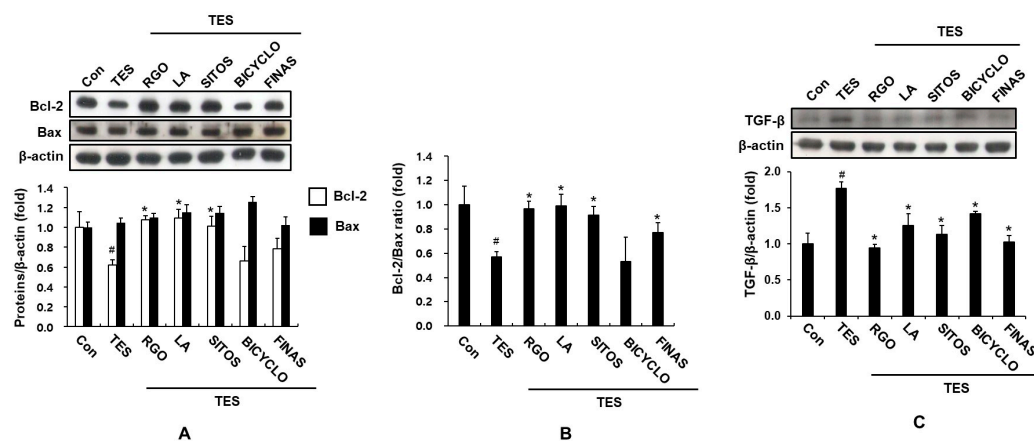 TES
Con TES RGO LA SITOS BICYCLO FINAS
Bcl-2
Bax
β-actin
Proteins/β-actin (fold)
1.4
1.2
1.0
0.8
0.6
0.4
0.2
0.0
# * * *
Bcl-2
Bax
Con TES RGO LA SITOS BICYCLO FINAS
TES
A
Bcl-2/Bax ratio (fold)
1.4
1.2
1.0
0.8
0.6
0.4
0.2
0.0
# * * * *
Con TES RGO LA SITOS BICYCLO FINAS
TES
B
TES
Con TES RGO LA SITOS BICYCLO FINAS
TGF-β
β-actin
TGF-β/β-actin (fold)
2.0
1.5
1.0
0.5
0.0
# * * * * *
Con TES RGO LA SITOS BICYCLO FINAS
TES
C